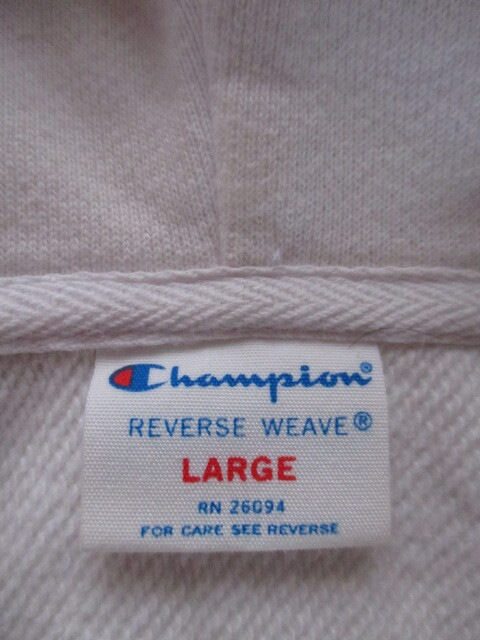 Champion®
REVERSE WEAVE®
LARGE
RN 26094
FOR CARE SEE REVERSE